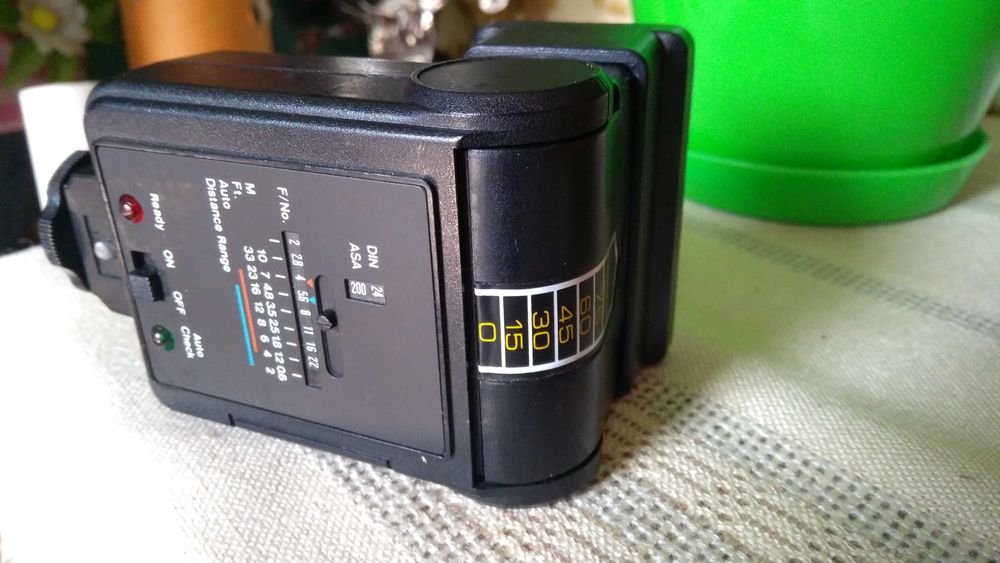 60
45
30
15
0
DIN 24
ASA 200
F/No. 2 2.8 4 5.6 8 11 16 22
M 10 7 4.8 3.5 2.5 1.8 1.2 0.6
Ft. 33 23 16 12 8 6 4 2
Auto
Distance Range
Ready ON OFF Auto
Check